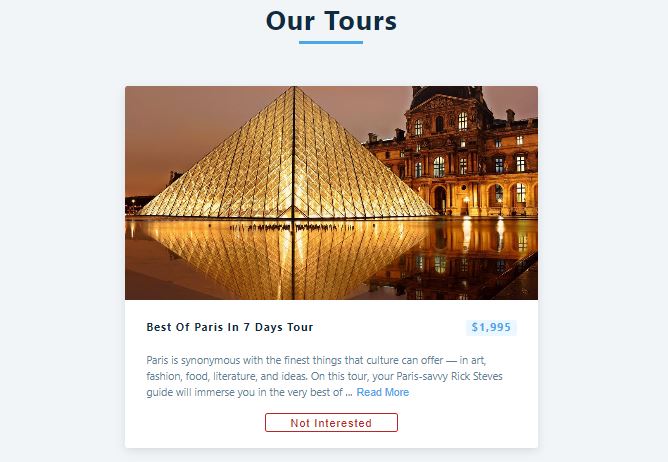 Our Tours
Best Of Paris In 7 Days Tour
$1,995
Paris is synonymous with the finest things that culture can offer — in art,
fashion, food, literature, and ideas. On this tour, your Paris-savvy Rick Steves
guide will immerse you in the very best of ... Read More
Not Interested